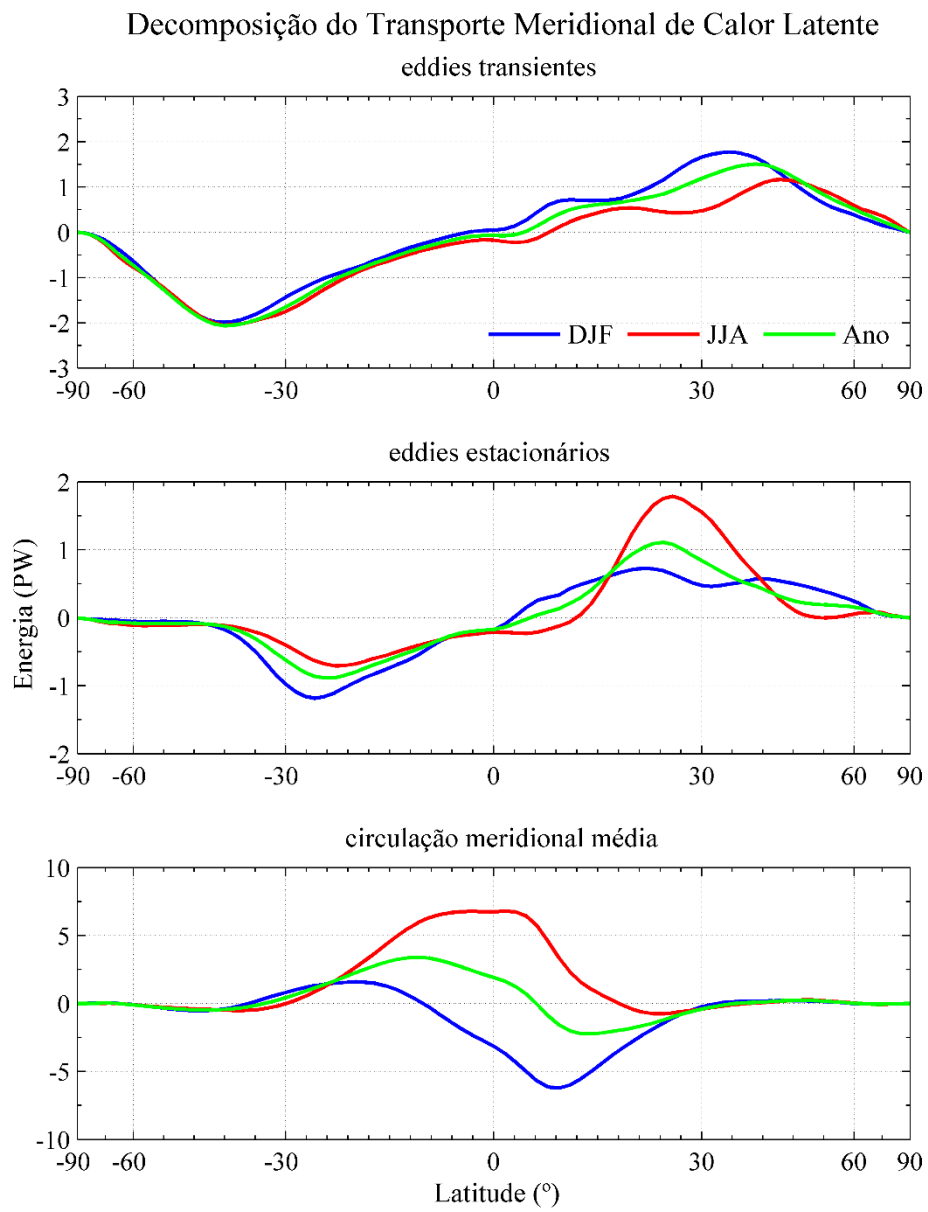 Decomposição do Transporte Meridional de Calor Latente
eddies transientes
3
2
1
0
-1
-2
-3
DJF JJA Ano
-90 -60 -30 0 30 60 90
eddies estacionários
2
1
0
-1
-2
Energia (PW)
-90 -60 -30 0 30 60 90
circulação meridional média
10
5
0
-5
-10
-90 -60 -30 0 30 60 90
Latitude (º)